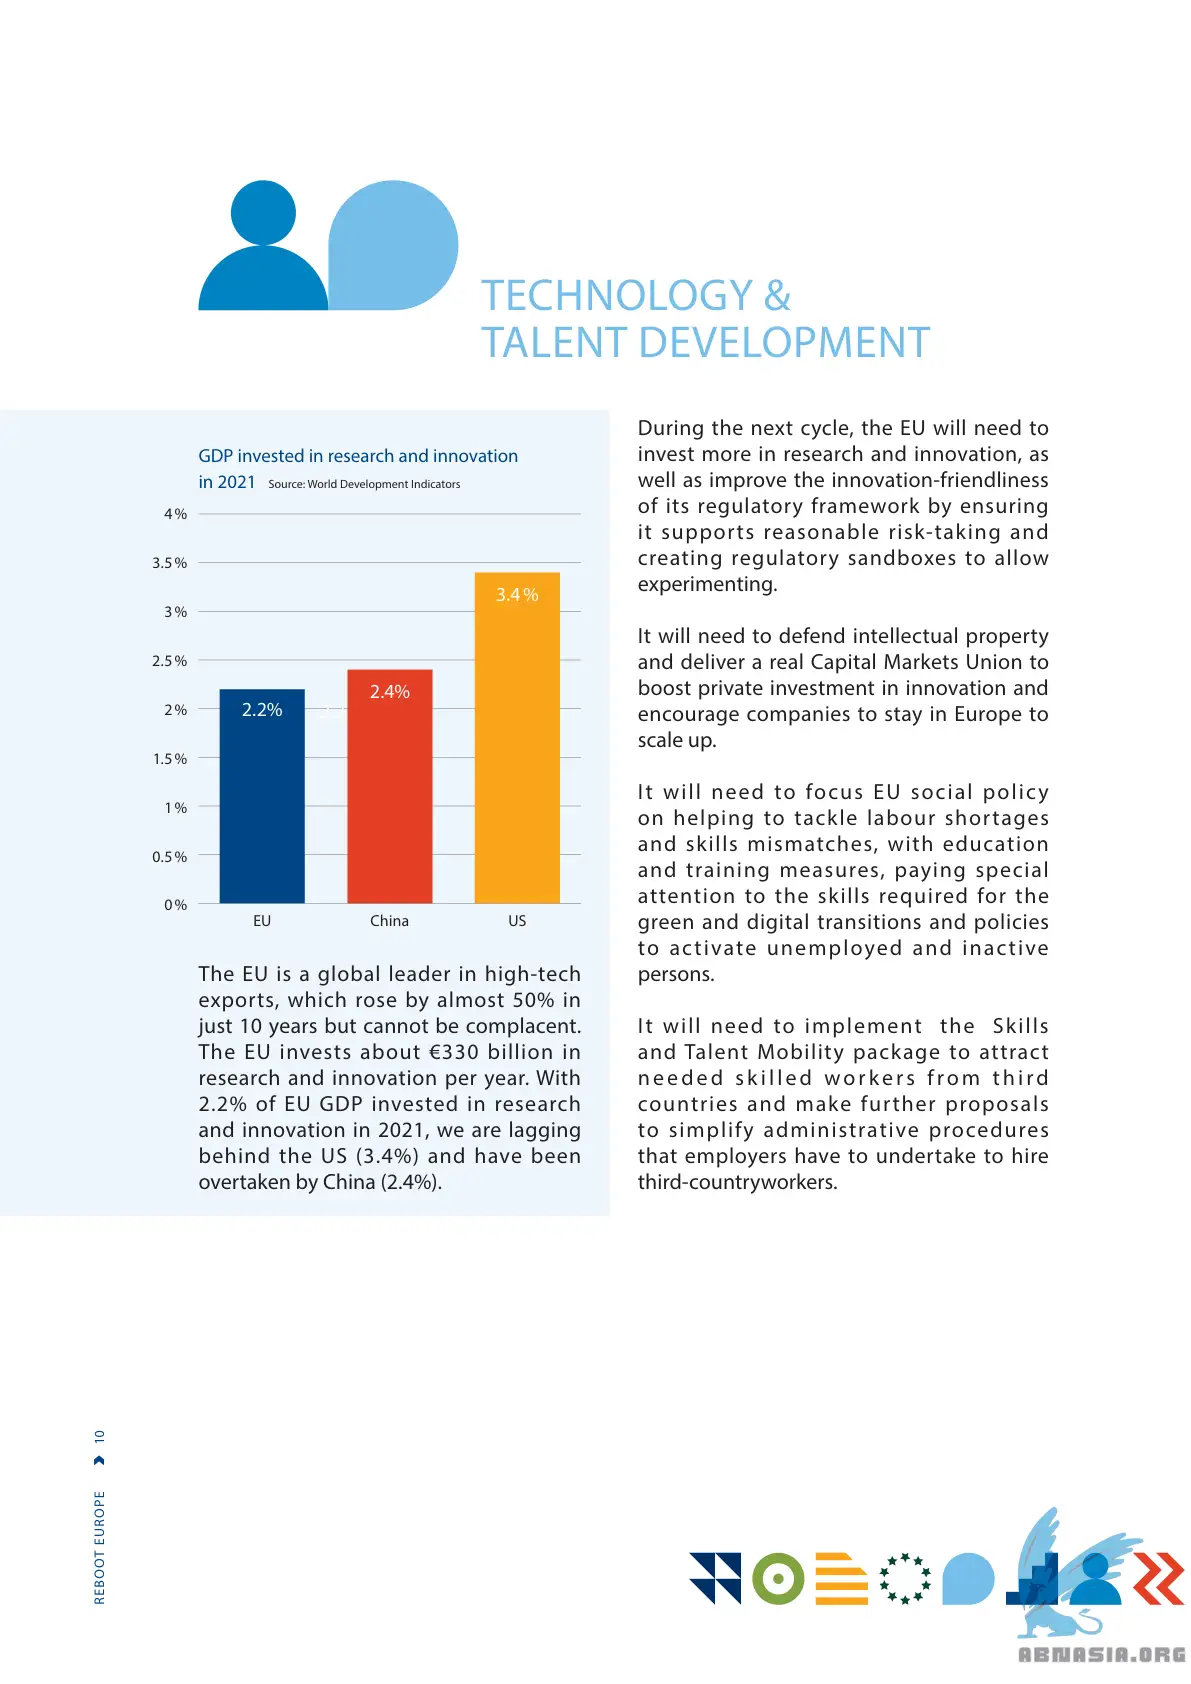 TECHNOLOGY &
TALENT DEVELOPMENT
GDP invested in research and innovation
in 2021 Source: World Development Indicators
4 %
3.5 %
3 %
2.5 %
2 %
1.5 %
1 %
0.5 %
0 %
2.2%
2.4%
3.4 %
EU
China
US
The EU is a global leader in high-tech
exports, which rose by almost 50% in
just 10 years but cannot be complacent.
The EU invests about €330 billion in
research and innovation per year. With
2.2% of EU GDP invested in research
and innovation in 2021, we are lagging
behind the US (3.4%) and have been
overtaken by China (2.4%).
During the next cycle, the EU will need to
invest more in research and innovation, as
well as improve the innovation-friendliness
of its regulatory framework by ensuring
it supports reasonable risk-taking and
creating regulatory sandboxes to allow
experimenting.
It will need to defend intellectual property
and deliver a real Capital Markets Union to
boost private investment in innovation and
encourage companies to stay in Europe to
scale up.
It will need to focus EU social policy
on helping to tackle labour shortages
and skills mismatches, with education
and training measures, paying special
attention to the skills required for the
green and digital transitions and policies
to activate unemployed and inactive
persons.
It will need to implement the Skills
and Talent Mobility package to attract
needed skilled workers from third
countries and make further proposals
to simplify administrative procedures
that employers have to undertake to hire
third-countryworkers.
REBOOT EUROPE 10
ABNASIA.ORG